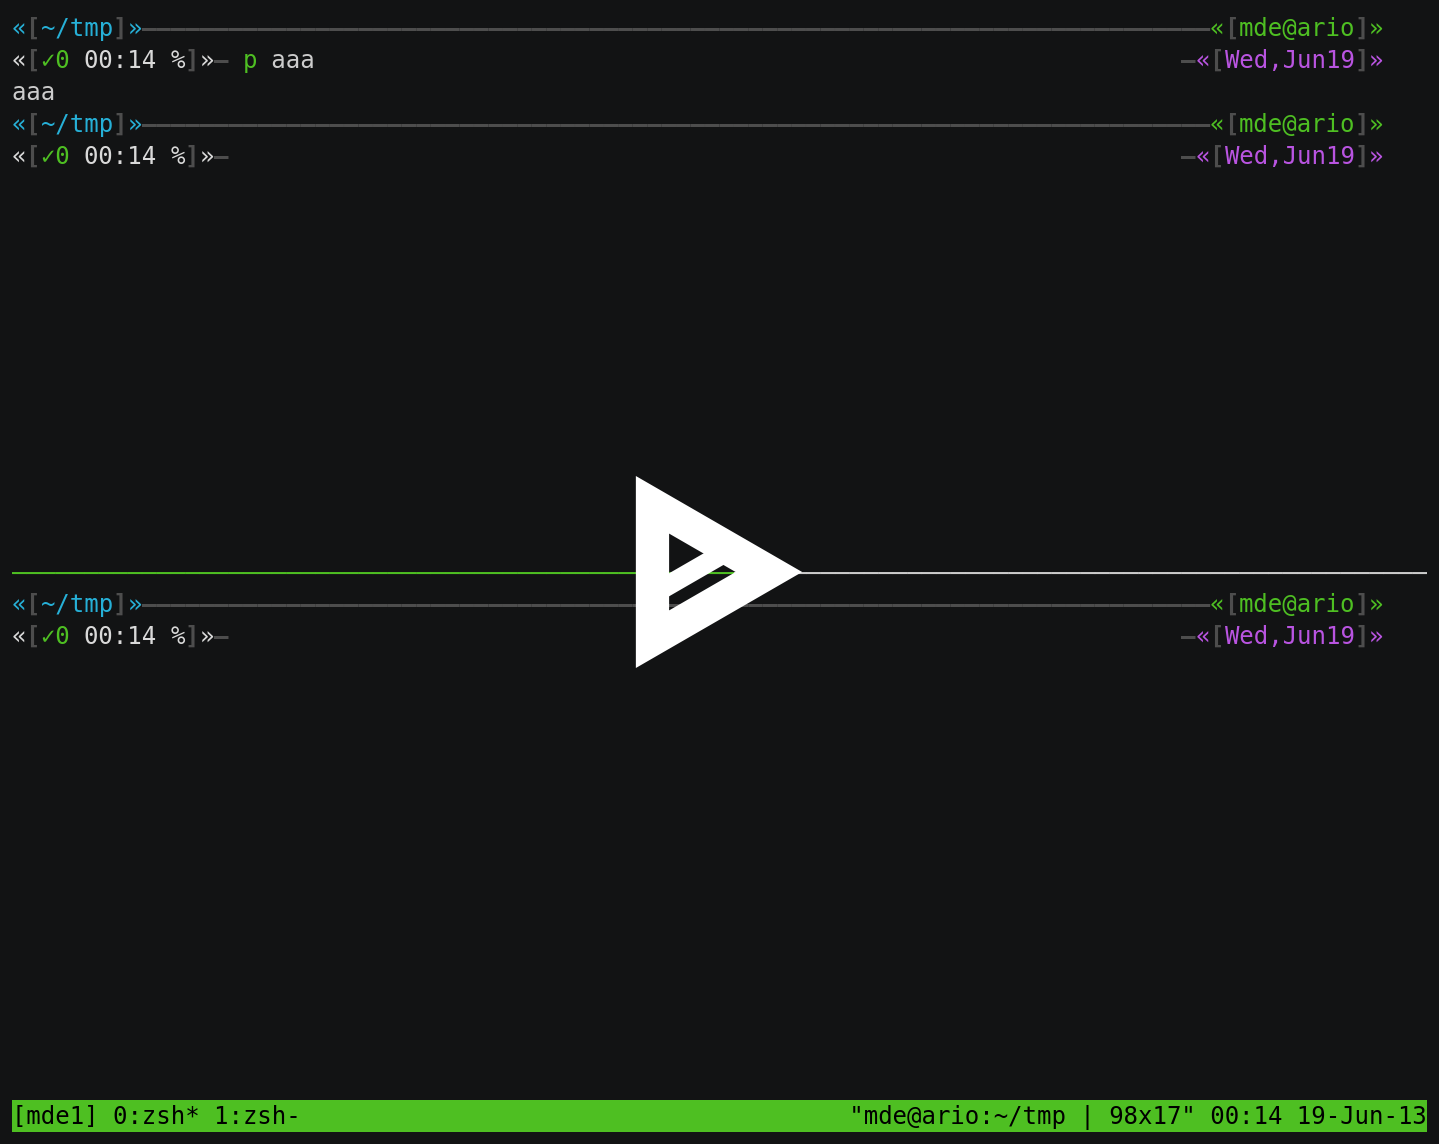 «[~/tmp]»——————————————————————————————————————————————————————————————————————————«[mde@ario]»
«[✓0 00:14 %]»— p aaa —«[Wed,Jun19]»
aaa
«[~/tmp]»——————————————————————————————————————————————————————————————————————————«[mde@ario]»
«[✓0 00:14 %]»— —«[Wed,Jun19]»
«[~/tmp]»——————————————————————————————————————————————————————————————————————————«[mde@ario]»
«[✓0 00:14 %]»— —«[Wed,Jun19]»
[mde1] 0:zsh* 1:zsh- "mde@ario:~/tmp | 98x17" 00:14 19-Jun-13